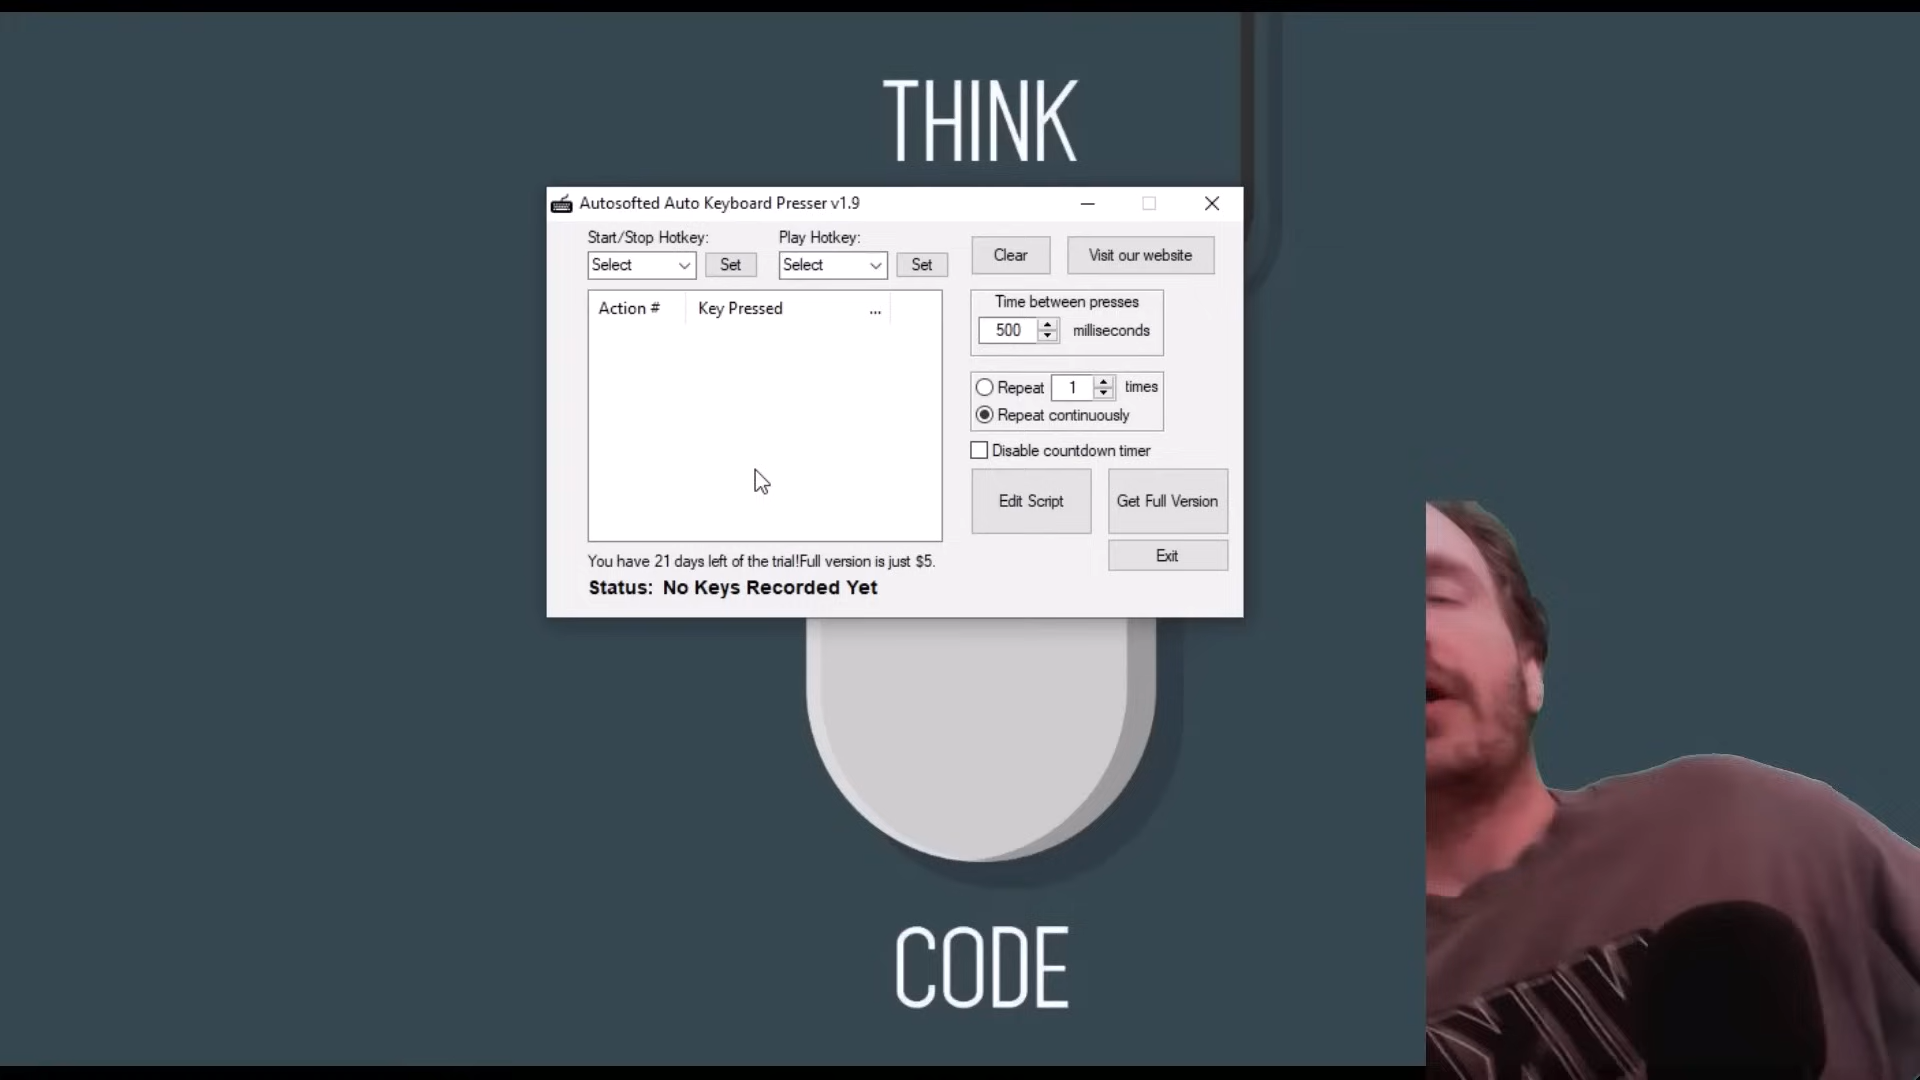 THINK
Autosofted Auto Keyboard Presser v1.9
Start/Stop Hotkey:
Play Hotkey:
Select
Set
Select
Set
Clear
Visit our website
Action #
Key Pressed
...
Time between presses
500
milliseconds
Repeat
1
times
Repeat continuously
Disable countdown timer
Edit Script
Get Full Version
Exit
You have 21 days left of the trial!Full version is just $5.
Status: No Keys Recorded Yet
CODE